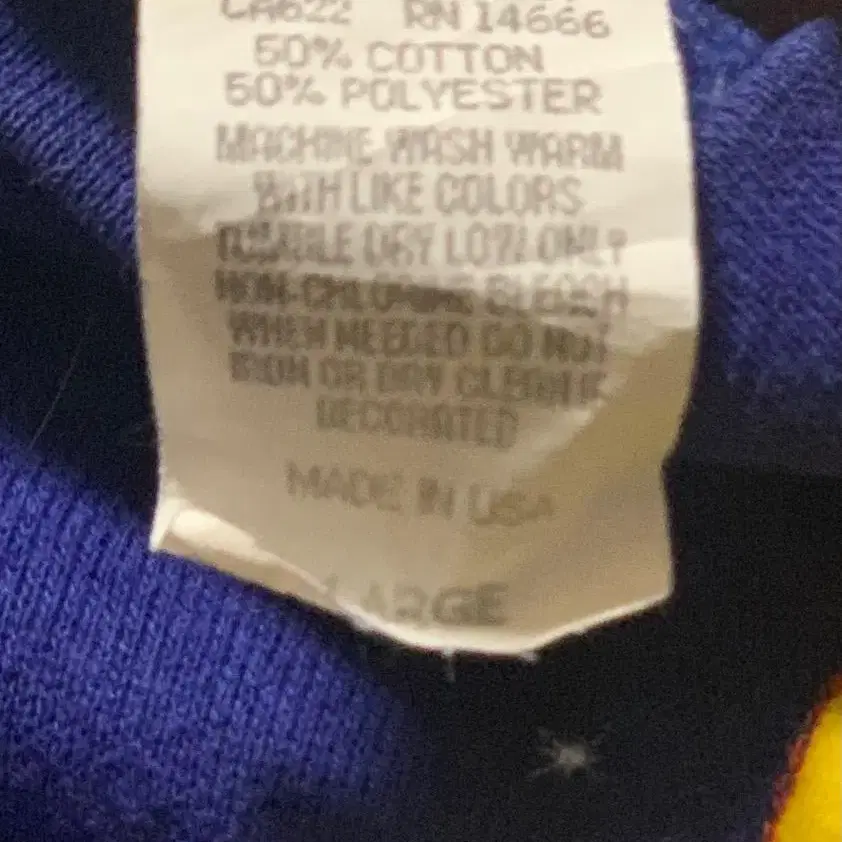 CA622 RN 14666
50% COTTON
50% POLYESTER
MACHINE WASH WARM
WITH LIKE COLORS
TUMBLE DRY LOW ONLY
NON-CHLORINE BLEACH
WHEN NEEDED DO NOT
IRON OR DRY CLEAN IF
DECORATED
MADE IN USA
LARGE